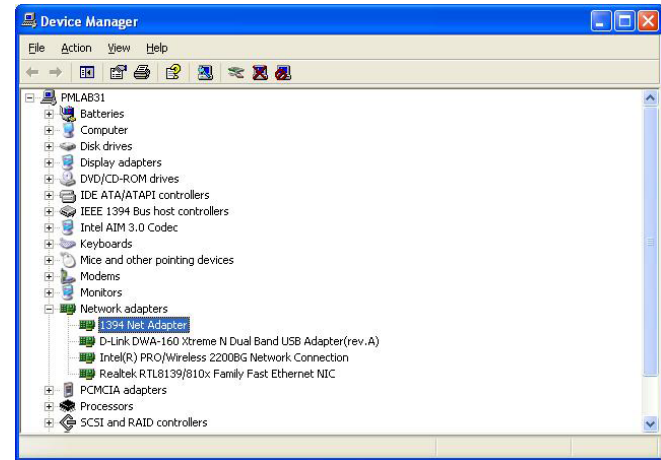 Device Manager
File Action View Help
PMLAB31
Batteries
Computer
Disk drives
Display adapters
DVD/CD-ROM drives
IDE ATA/ATAPI controllers
IEEE 1394 Bus host controllers
Intel AIM 3.0 Codec
Keyboards
Mice and other pointing devices
Modems
Monitors
Network adapters
1394 Net Adapter
D-Link DWA-160 Xtreme N Dual Band USB Adapter(rev.A)
Intel(R) PRO/Wireless 2200BG Network Connection
Realtek RTL8139/810x Family Fast Ethernet NIC
PCMCIA adapters
Processors
SCSI and RAID controllers